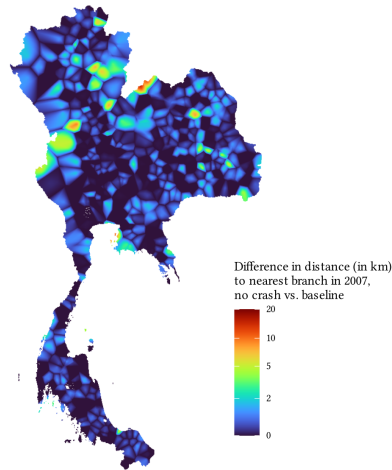 Difference in distance (in km)
to nearest branch in 2007,
no crash vs. baseline
20
10
5
2
0